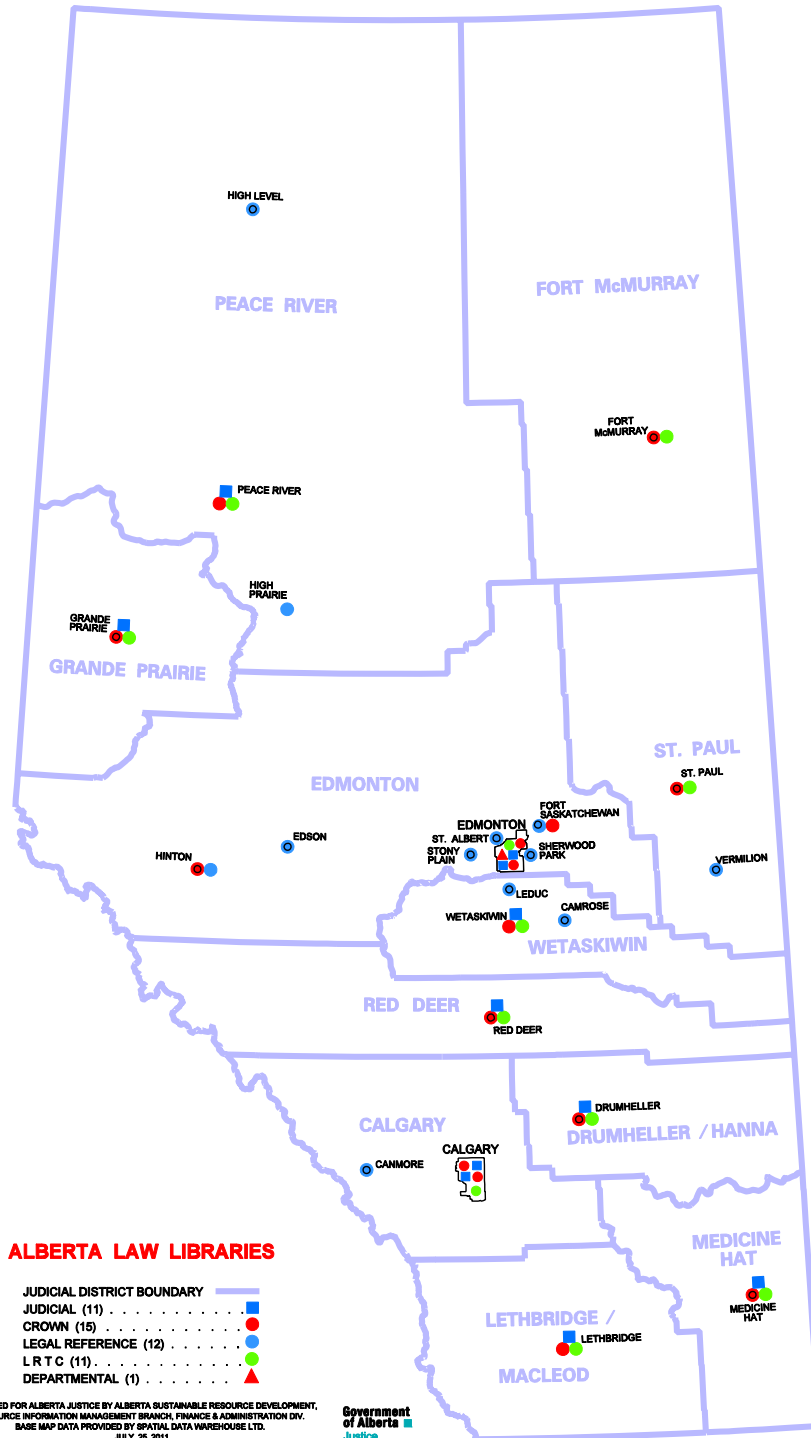 HIGH LEVEL
PEACE RIVER
FORT McMURRAY
FORT
McMURRAY
PEACE RIVER
HIGH
PRAIRIE
GRANDE
PRAIRIE
GRANDE PRAIRIE
ST. PAUL
ST. PAUL
EDMONTON
FORT
SASKATCHEWAN
EDMONTON
ST. ALBERT
EDSON
STONY
PLAIN
SHERWOOD
PARK
HINTON
VERMILION
LEDUC
CAMROSE
WETASKIWIN
WETASKIWIN
RED DEER
RED DEER
DRUMHELLER
CALGARY
DRUMHELLER / HANNA
CALGARY
CANMORE
MEDICINE
HAT
MEDICINE
HAT
LETHBRIDGE /
LETHBRIDGE
MACLEOD
ALBERTA LAW LIBRARIES
JUDICIAL DISTRICT BOUNDARY
JUDICIAL (11) . . . . . . . . . . . .
CROWN (15) . . . . . . . . . . . .
LEGAL REFERENCE (12) . . . . . .
L R T C (11) . . . . . . . . . . . . .
DEPARTMENTAL (1) . . . . . . . .
ED FOR ALBERTA JUSTICE BY ALBERTA SUSTAINABLE RESOURCE DEVELOPMENT,
URCE INFORMATION MANAGEMENT BRANCH, FINANCE & ADMINISTRATION DIV.
BASE MAP DATA PROVIDED BY SPATIAL DATA WAREHOUSE LTD.
JULY 25, 2011
Government
of Alberta
Justice